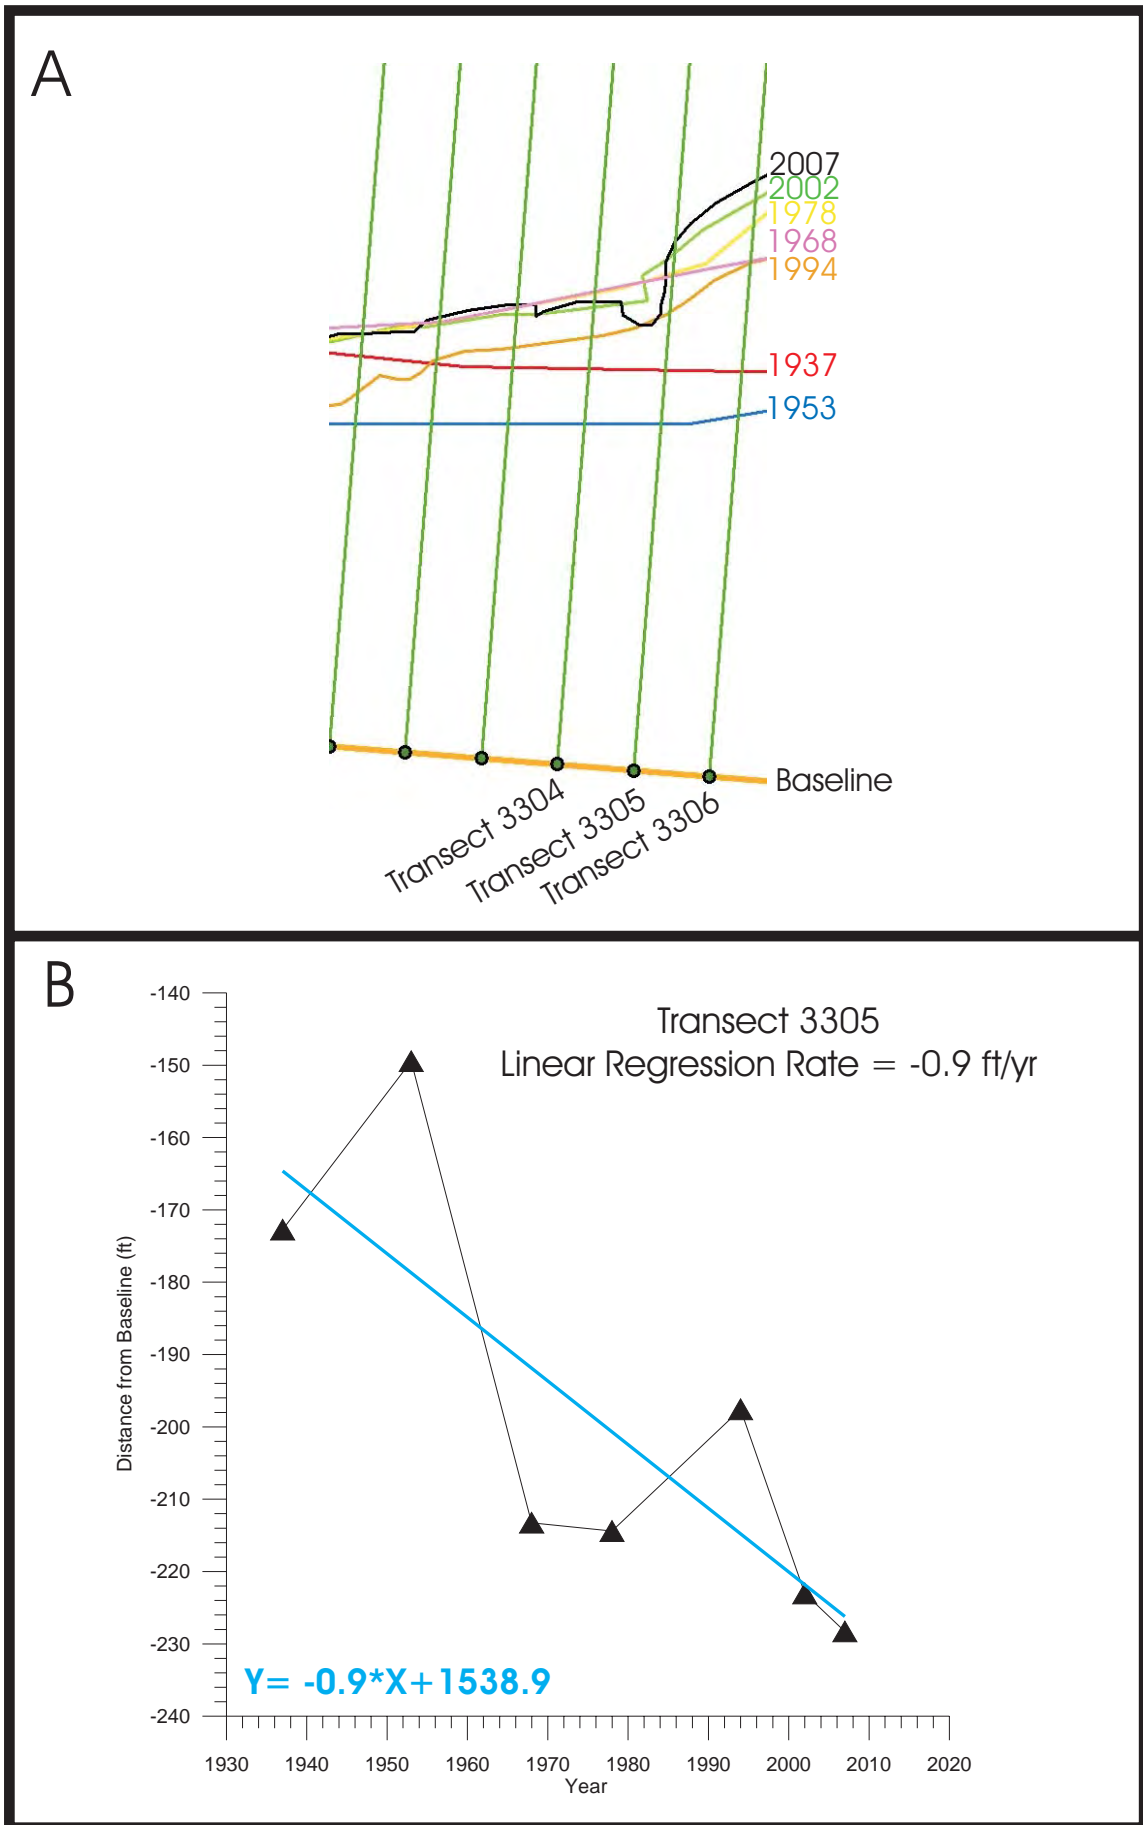 A
2007
2002
1978
1968
1994
1937
1953
Baseline
Transect 3304
Transect 3305
Transect 3306
B
Transect 3305
Linear Regression Rate = -0.9 ft/yr
-140
-150
-160
-170
-180
-190
-200
-210
-220
-230
-240
Distance from Baseline (ft)
Y= -0.9*X+1538.9
1930 1940 1950 1960 1970 1980 1990 2000 2010 2020
Year